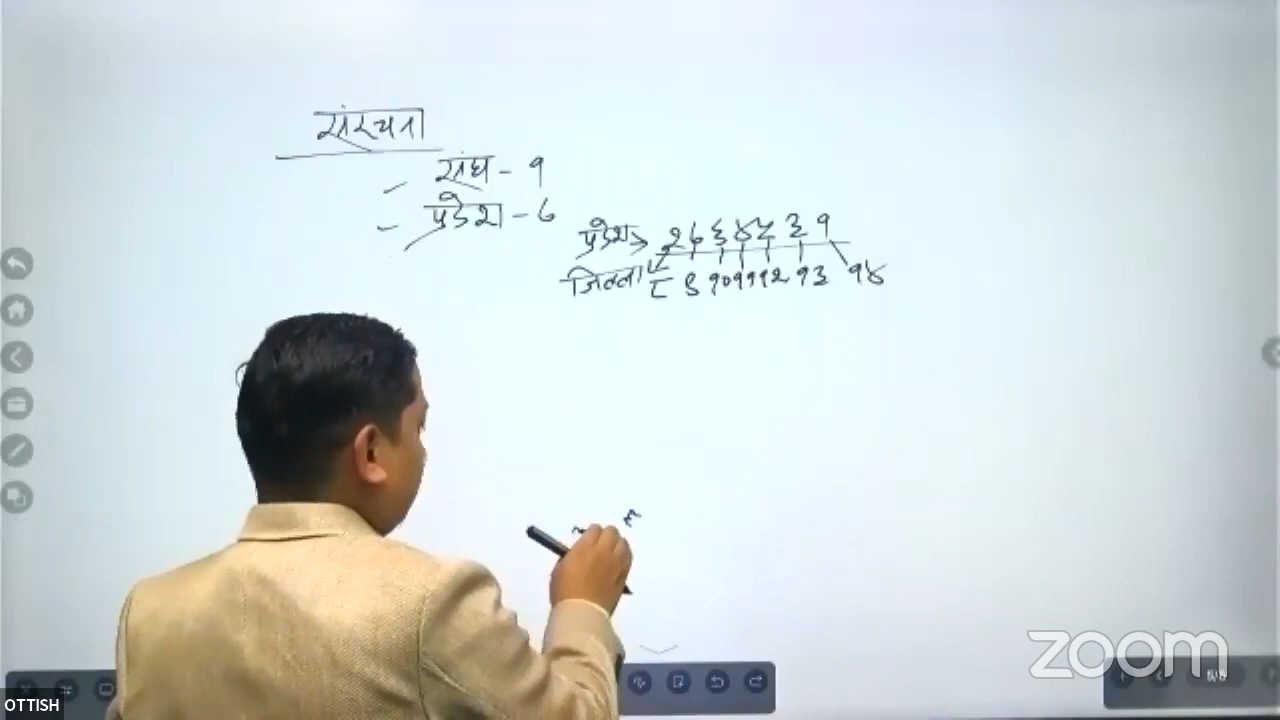 संरचना
- संघ - १
- प्रदेश - ७
प्रदेश → २ ७ ६ ४ ५ ३ १
जिल्ला ८ ९ १० ११ १२ १३ १४
zoom
OTTISH